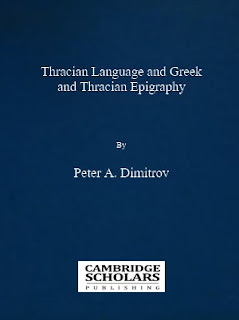 Thracian Language and Greek
and Thracian Epigraphy
By
Peter A. Dimitrov
CAMBRIDGE
SCHOLARS
PUBLISHING